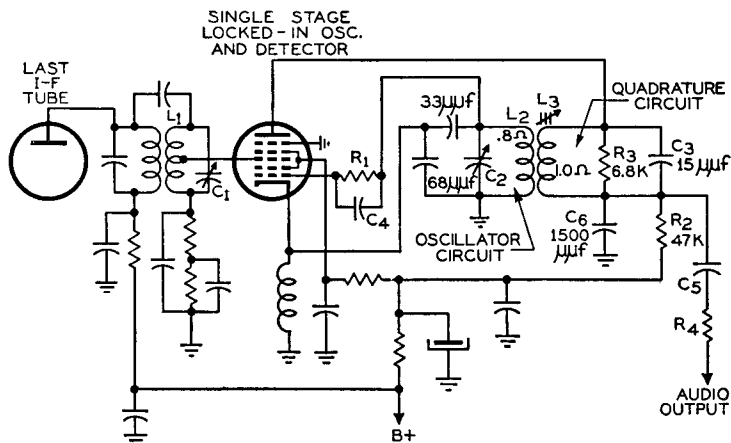 SINGLE STAGE
LOCKED-IN OSC.
AND DETECTOR
LAST
I-F
TUBE
L1
C1
R1
C4
33μμf
68μμf
C2
L2
.8Ω
L3
1.0Ω
QUADRATURE
CIRCUIT
R3
6.8K
C3
15μμf
OSCILLATOR
CIRCUIT
C6
1500
μμf
R2
47K
C5
R4
AUDIO
OUTPUT
B+